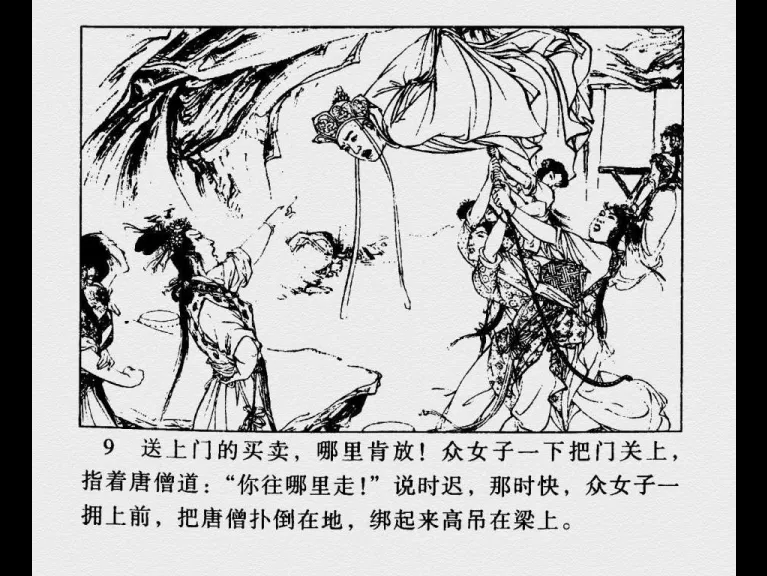 9 送上门的买卖，哪里肯放！众女子一下把门关上，
指着唐僧道：“你往哪里走！”说时迟，那时快，众女子一
拥上前，把唐僧扑倒在地，绑起来高吊在梁上。